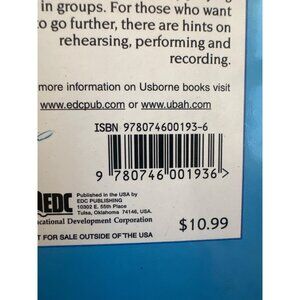 in groups. For those who want
to go further, there are hints on
rehearsing, performing and
recording.
more information on Usborne books visit
www.edcpub.com or www.ubah.com
ISBN 978074600193-6
9 780746 001936 >
EDC
Published in the USA by
EDC PUBLISHING
10302 E. 55th Place
Tulsa, Oklahoma 74146, USA.
ucational Development Corporation
$10.99
T FOR SALE OUTSIDE OF THE USA